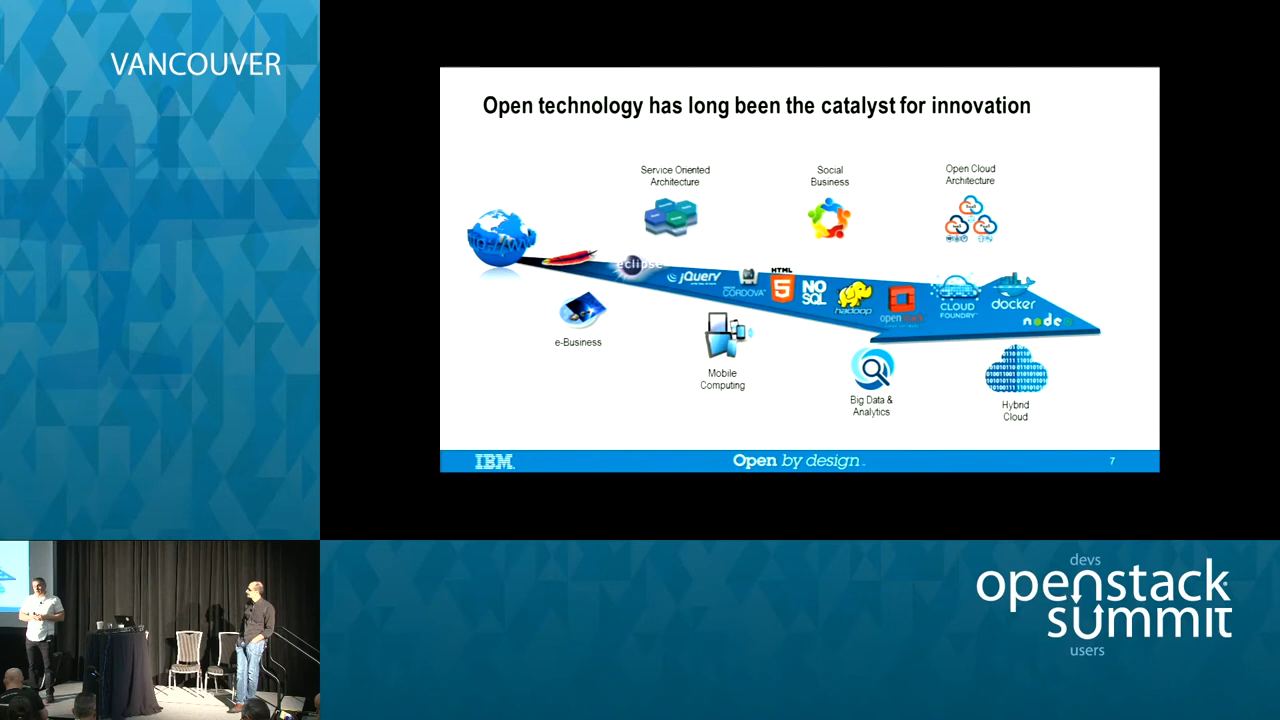 VANCOUVER
Open technology has long been the catalyst for innovation
Service Oriented
Architecture
Social
Business
Open Cloud
Architecture
eclipse
jQuery
CORDOVA
HTML
5
NO
SQL
hadoop
openstack
CLOUD
FOUNDRY
docker
node
e-Business
Mobile
Computing
Big Data &
Analytics
Hybrid
Cloud
IBM
Open by design
7
devs
openstack
summit
users